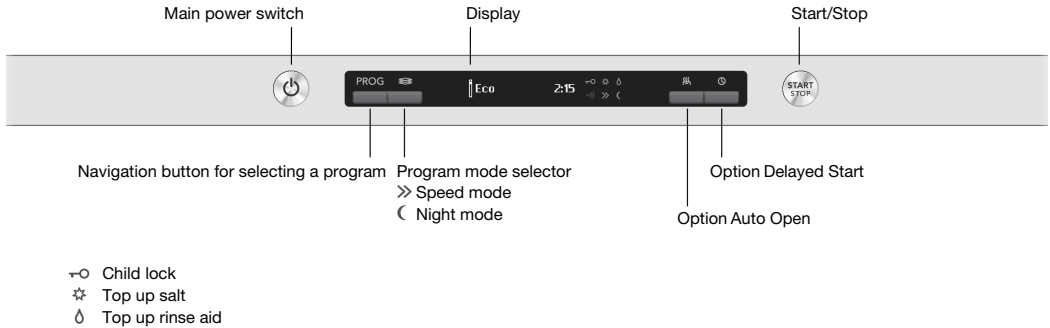 Main power switch Display Start/Stop
PROG Eco 2:15 START
STOP
Navigation button for selecting a program Program mode selector Option Delayed Start
Speed mode
Night mode Option Auto Open
Child lock
Top up salt
Top up rinse aid